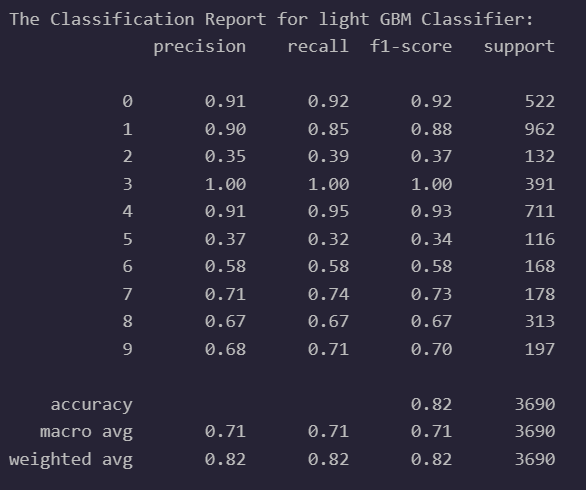 The Classification Report for light GBM Classifier:
precision recall f1-score support
0 0.91 0.92 0.92 522
1 0.90 0.85 0.88 962
2 0.35 0.39 0.37 132
3 1.00 1.00 1.00 391
4 0.91 0.95 0.93 711
5 0.37 0.32 0.34 116
6 0.58 0.58 0.58 168
7 0.71 0.74 0.73 178
8 0.67 0.67 0.67 313
9 0.68 0.71 0.70 197
accuracy 0.82 3690
macro avg 0.71 0.71 0.71 3690
weighted avg 0.82 0.82 0.82 3690